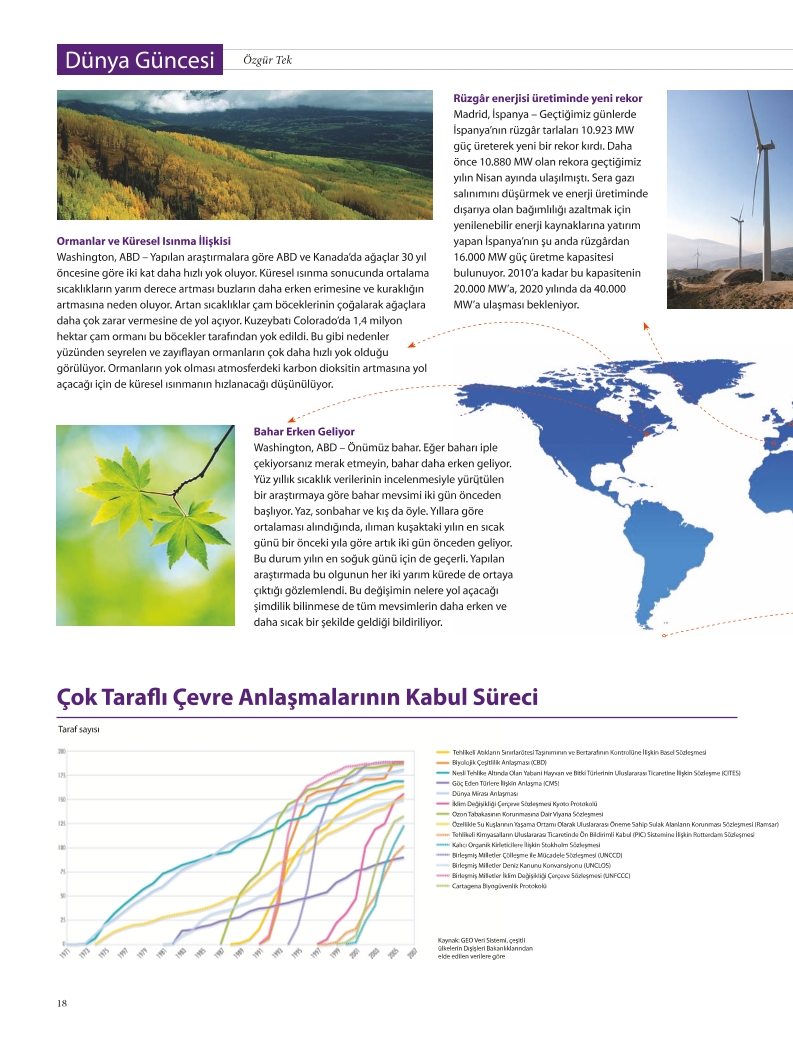 Dünya Güncesi
Özgür Tek
Ormanlar ve Küresel Isınma İlişkisi
Washington, ABD – Yapılan araştırmalara göre ABD ve Kanada’da ağaçlar 30 yıl
öncesine göre iki kat daha hızlı yok oluyor. Küresel ısınma sonucunda ortalama
sıcaklıkların yarım derece artması buzların daha erken erimesine ve kuraklığın
artmasına neden oluyor. Artan sıcaklıklar çam böceklerinin çoğalarak ağaçlara
daha çok zarar vermesine de yol açıyor. Kuzeybatı Colorado’da 1,4 milyon
hektar çam ormanı bu böcekler tarafından yok edildi. Bu gibi nedenler
yüzünden seyrelen ve zayıflayan ormanların çok daha hızlı yok olduğu
görülüyor. Ormanların yok olması atmosferdeki karbon dioksitin artmasına yol
açacağı için de küresel ısınmanın hızlanacağı düşünülüyor.
Rüzgâr enerjisi üretiminde yeni rekor
Madrid, İspanya – Geçtiğimiz günlerde
İspanya’nın rüzgâr tarlaları 10.923 MW
güç üreterek yeni bir rekor kırdı. Daha
önce 10.880 MW olan rekora geçtiğimiz
yılın Nisan ayında ulaşılmıştı. Sera gazı
salınımını düşürmek ve enerji üretiminde
dışarıya olan bağımlılığı azaltmak için
yenilenebilir enerji kaynaklarına yatırım
yapan İspanya’nın şu anda rüzgârdan
16.000 MW güç üretme kapasitesi
bulunuyor. 2010’a kadar bu kapasitenin
20.000 MW’a, 2020 yılında da 40.000
MW’a ulaşması bekleniyor.
Bahar Erken Geliyor
Washington, ABD – Önümüz bahar. Eğer baharı iple
çekiyorsanız merak etmeyin, bahar daha erken geliyor.
Yüz yıllık sıcaklık verilerinin incelenmesiyle yürütülen
bir araştırmaya göre bahar mevsimi iki gün önceden
başlıyor. Yaz, sonbahar ve kış da öyle. Yıllara göre
ortalaması alındığında, ılıman kuşaktaki yılın en sıcak
günü bir önceki yıla göre artık iki gün önceden geliyor.
Bu durum yılın en soğuk günü için de geçerli. Yapılan
araştırmada bu olgunun her iki yarım kürede de ortaya
çıktığı gözlemlendi. Bu değişimin nelere yol açacağı
şimdilik bilinmese de tüm mevsimlerin daha erken ve
daha sıcak bir şekilde geldiği bildiriliyor.
Çok Taraflı Çevre Anlaşmalarının Kabul Süreci
Taraf sayısı
200
175
150
125
100
75
50
25
0
1971 1973 1975 1997 1979 1981 1983 1985 1987 1989 1991 1993 1995 1997 1999 2001 2003 2005 2007
Tehlikeli Atıkların Sınırlarötesi Taşınımının ve Bertarafının Kontrolüne İlişkin Basel Sözleşmesi
Biyolojik Çeşitlilik Anlaşması (CBD)
Nesli Tehlike Altında Olan Yabani Hayvan ve Bitki Türlerinin Uluslararası Ticaretine İlişkin Sözleşme (CITES)
Göç Eden Türlere İlişkin Anlaşma (CMS)
Dünya Mirası Anlaşması
İklim Değişikliği Çerçeve Sözleşmesi Kyoto Protokolü
Ozon Tabakasının Korunmasına Dair Viyana Sözleşmesi
Özellikle Su Kuşlarının Yaşama Ortamı Olarak Uluslararası Öneme Sahip Sulak Alanların Korunması Sözleşmesi (Ramsar)
Tehlikeli Kimyasalların Uluslararası Ticaretinde Ön Bildirimli Kabul (PIC) Sistemine İlişkin Rotterdam Sözleşmesi
Kalıcı Organik Kirleticilere İlişkin Stokholm Sözleşmesi
Birleşmiş Milletler Çölleşme ile Mücadele Sözleşmesi (UNCCD)
Birleşmiş Milletler Deniz Kanunu Konvansiyonu (UNCLOS)
Birleşmiş Milletler İklim Değişikliği Çerçeve Sözleşmesi (UNFCCC)
Cartagena Biyogüvenlik Protokolü
Kaynak: GEO Veri Sistemi, çeşitli
ülkelerin Dışişleri Bakanlıklarından
elde edilen verilere göre
18